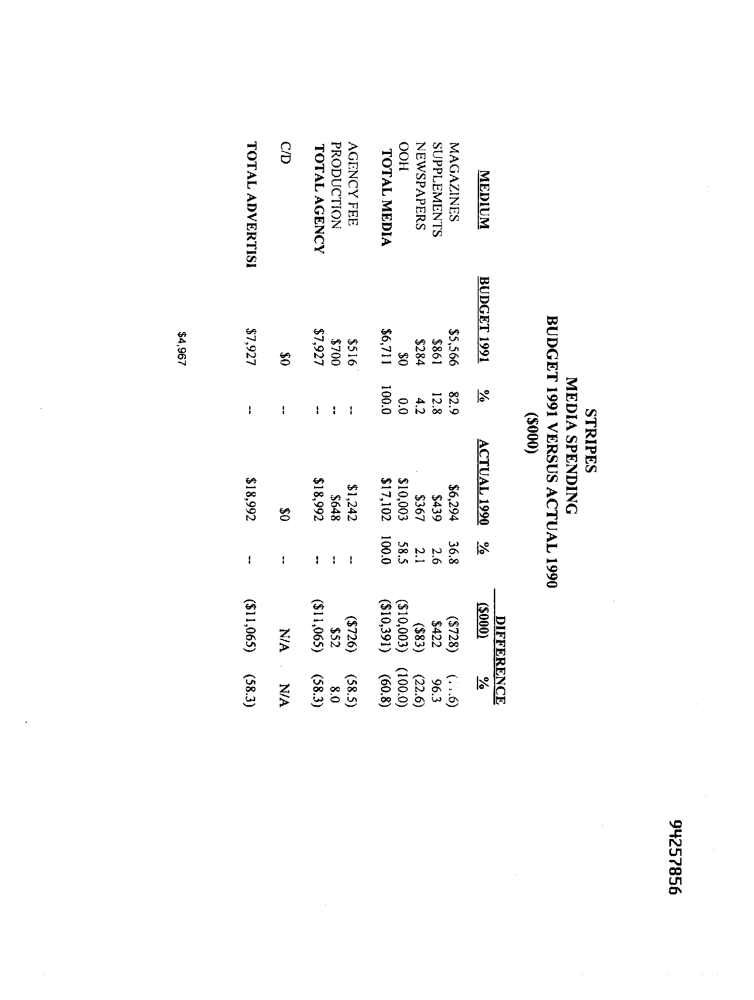 STRIPES
MEDIA SPENDING
BUDGET 1991 VERSUS ACTUAL 1990
($000)
DIFFERENCE
MEDIUM BUDGET 1991 % ACTUAL 1990 % ($000) %
MAGAZINES $5,566 82.9 $6,294 36.8 ($728)
SUPPLEMENTS $861 12.8 $439 2.6 $422 96.3
NEWSPAPERS $284 4.2 $367 2.1 ($83) (22.6)
OOH $0 0.0 $10,003 58.5 ($10,003) (100.0)
TOTAL MEDIA $6,711 100.0 $17,102 100.0 ($10,391) (60.8)
AGENCY FEE $516 -- $1,242 -- ($726) (58.5)
PRODUCTION $700 -- $648 -- $52 8.0
TOTAL AGENCY $7,927 -- $18,992 -- ($11,065) (58.3)
C/D $0 -- $0 -- N/A N/A
TOTAL ADVERTISI $7,927 -- $18,992 -- ($11,065) (58.3)
$4,967
94257856